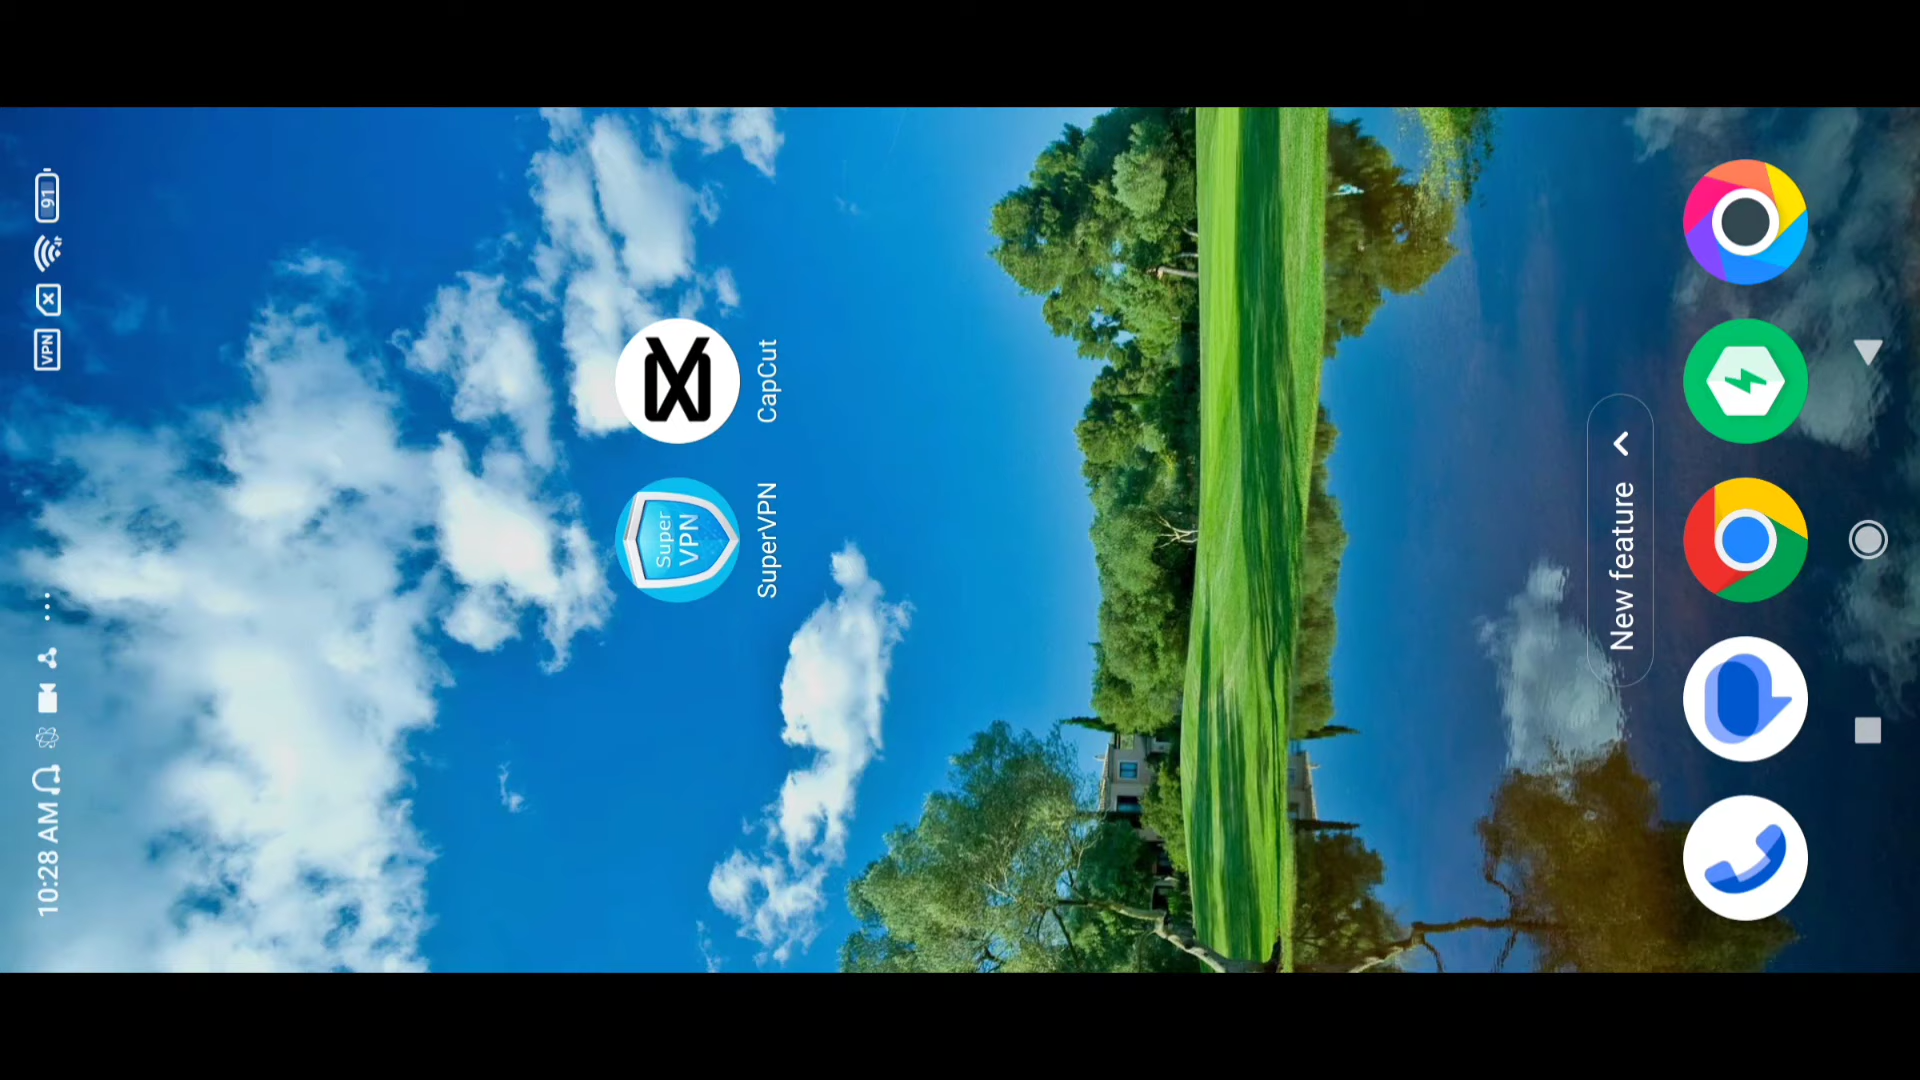 10:28 AM
VPN
91
Super
VPN
SuperVPN
CapCut
New feature